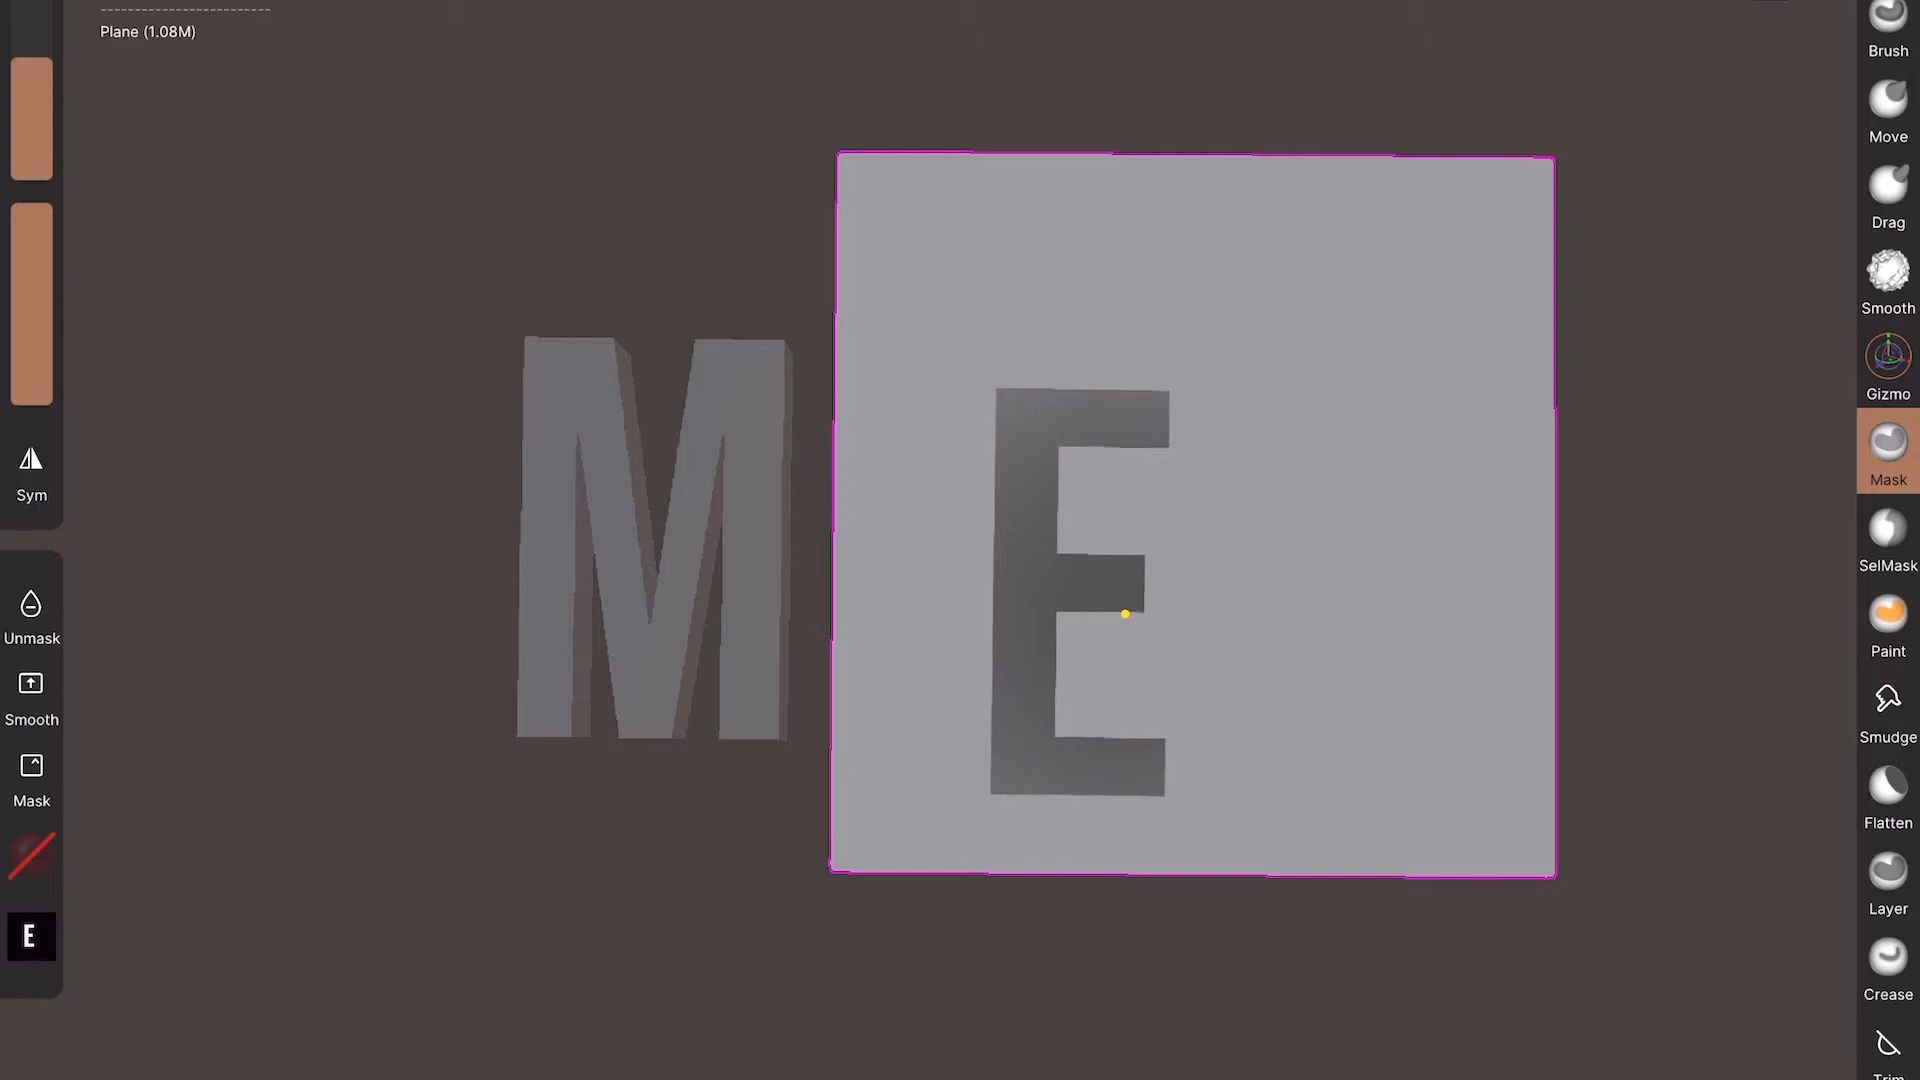 Plane (1.08M)
Sym
Unmask
Smooth
Mask
E
M
E
Brush
Move
Drag
Smooth
Gizmo
Mask
SelMask
Paint
Smudge
Flatten
Layer
Crease
Trim